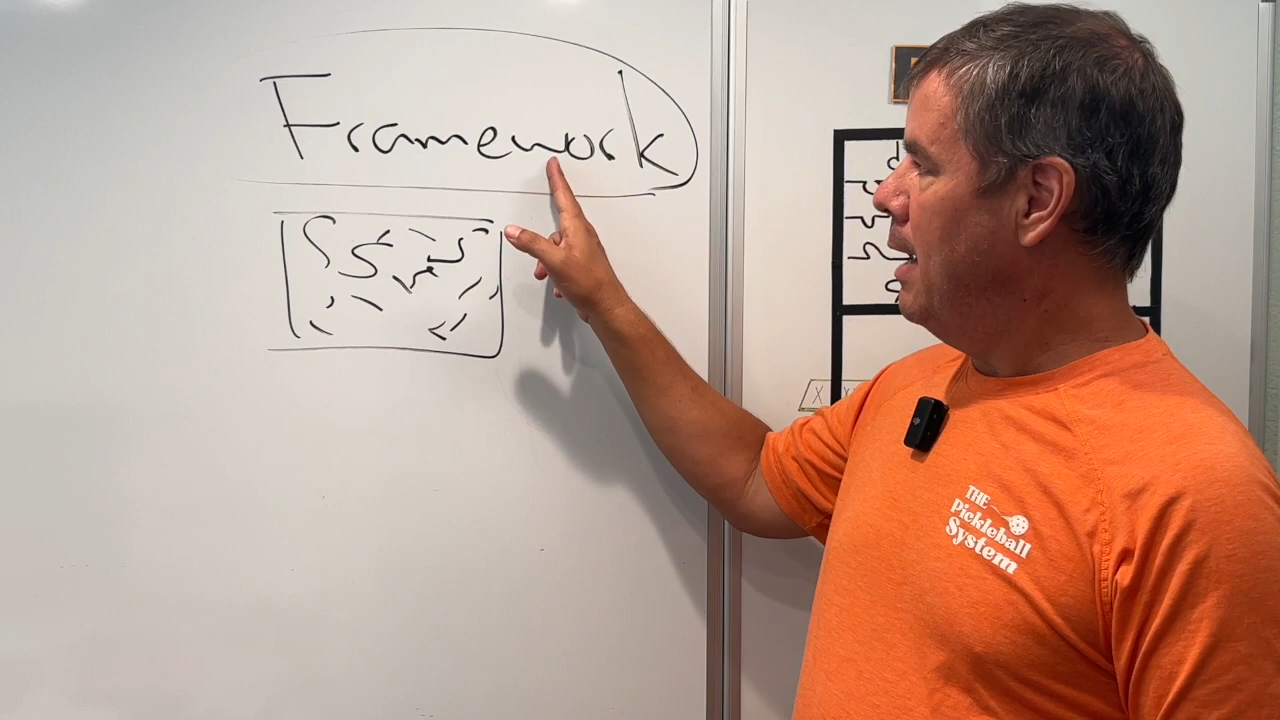 Framework
X X
THE
Pickleball
System